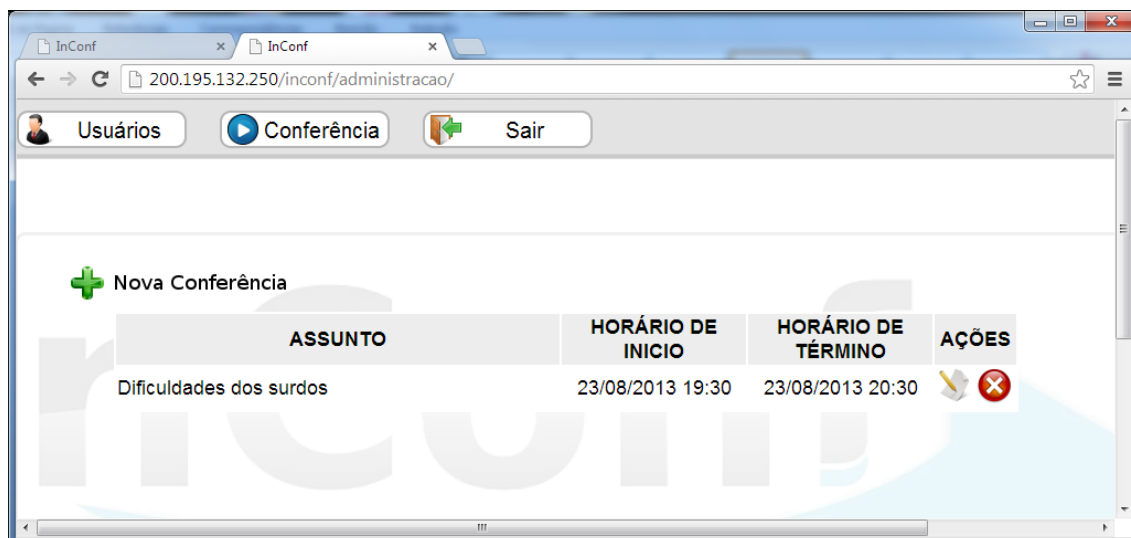 InConf
InConf
200.195.132.250/inconf/administracao/
Usuários Conferência Sair
Nova Conferência
ASSUNTO HORÁRIO DE INICIO HORÁRIO DE TÉRMINO AÇÕES
Dificuldades dos surdos 23/08/2013 19:30 23/08/2013 20:30
nConf